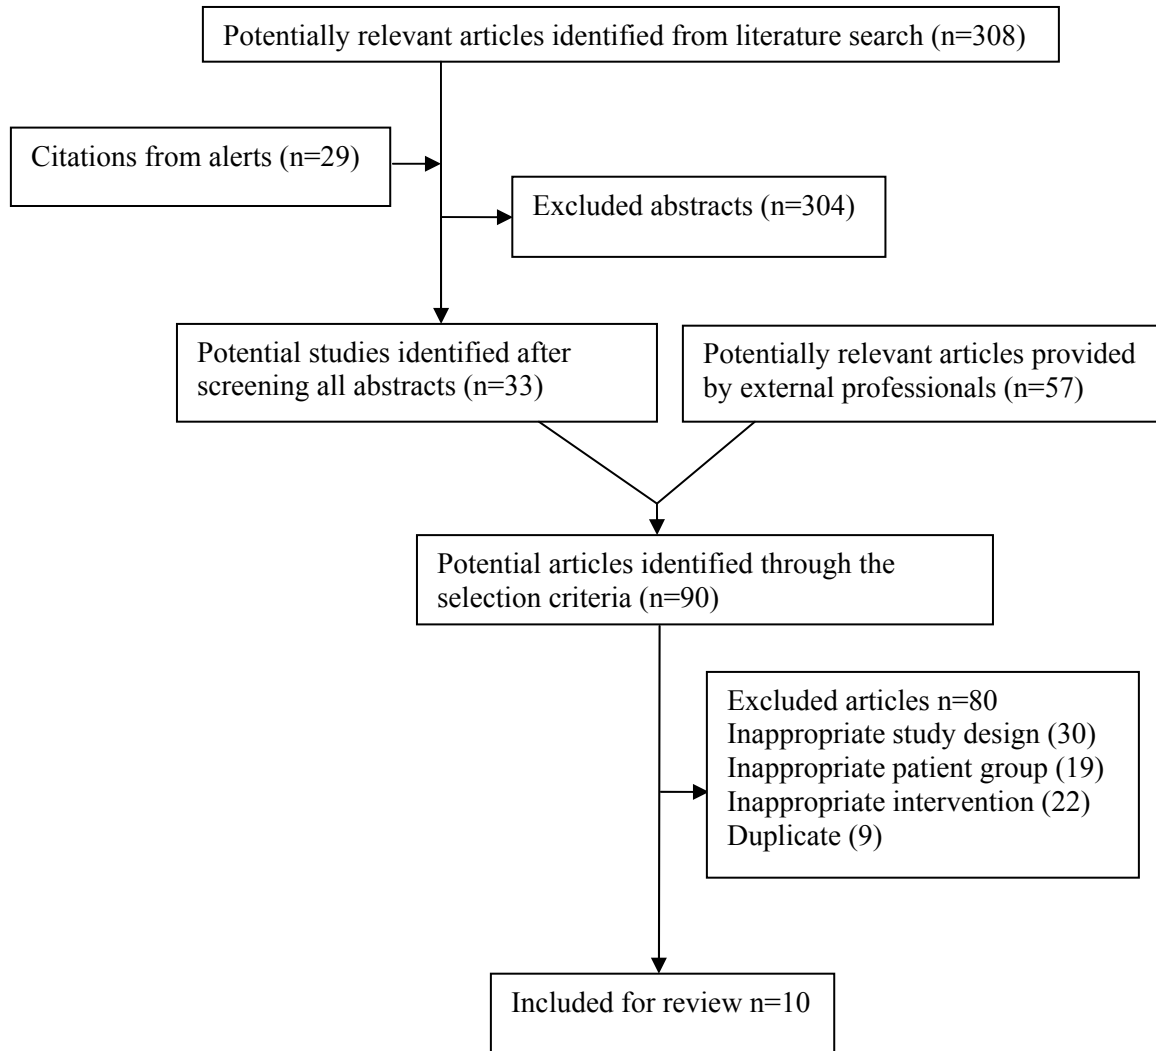 Potentially relevant articles identified from literature search (n=308)
Citations from alerts (n=29)
Excluded abstracts (n=304)
Potential studies identified after
screening all abstracts (n=33)
Potentially relevant articles provided
by external professionals (n=57)
Potential articles identified through the
selection criteria (n=90)
Excluded articles n=80
Inappropriate study design (30)
Inappropriate patient group (19)
Inappropriate intervention (22)
Duplicate (9)
Included for review n=10